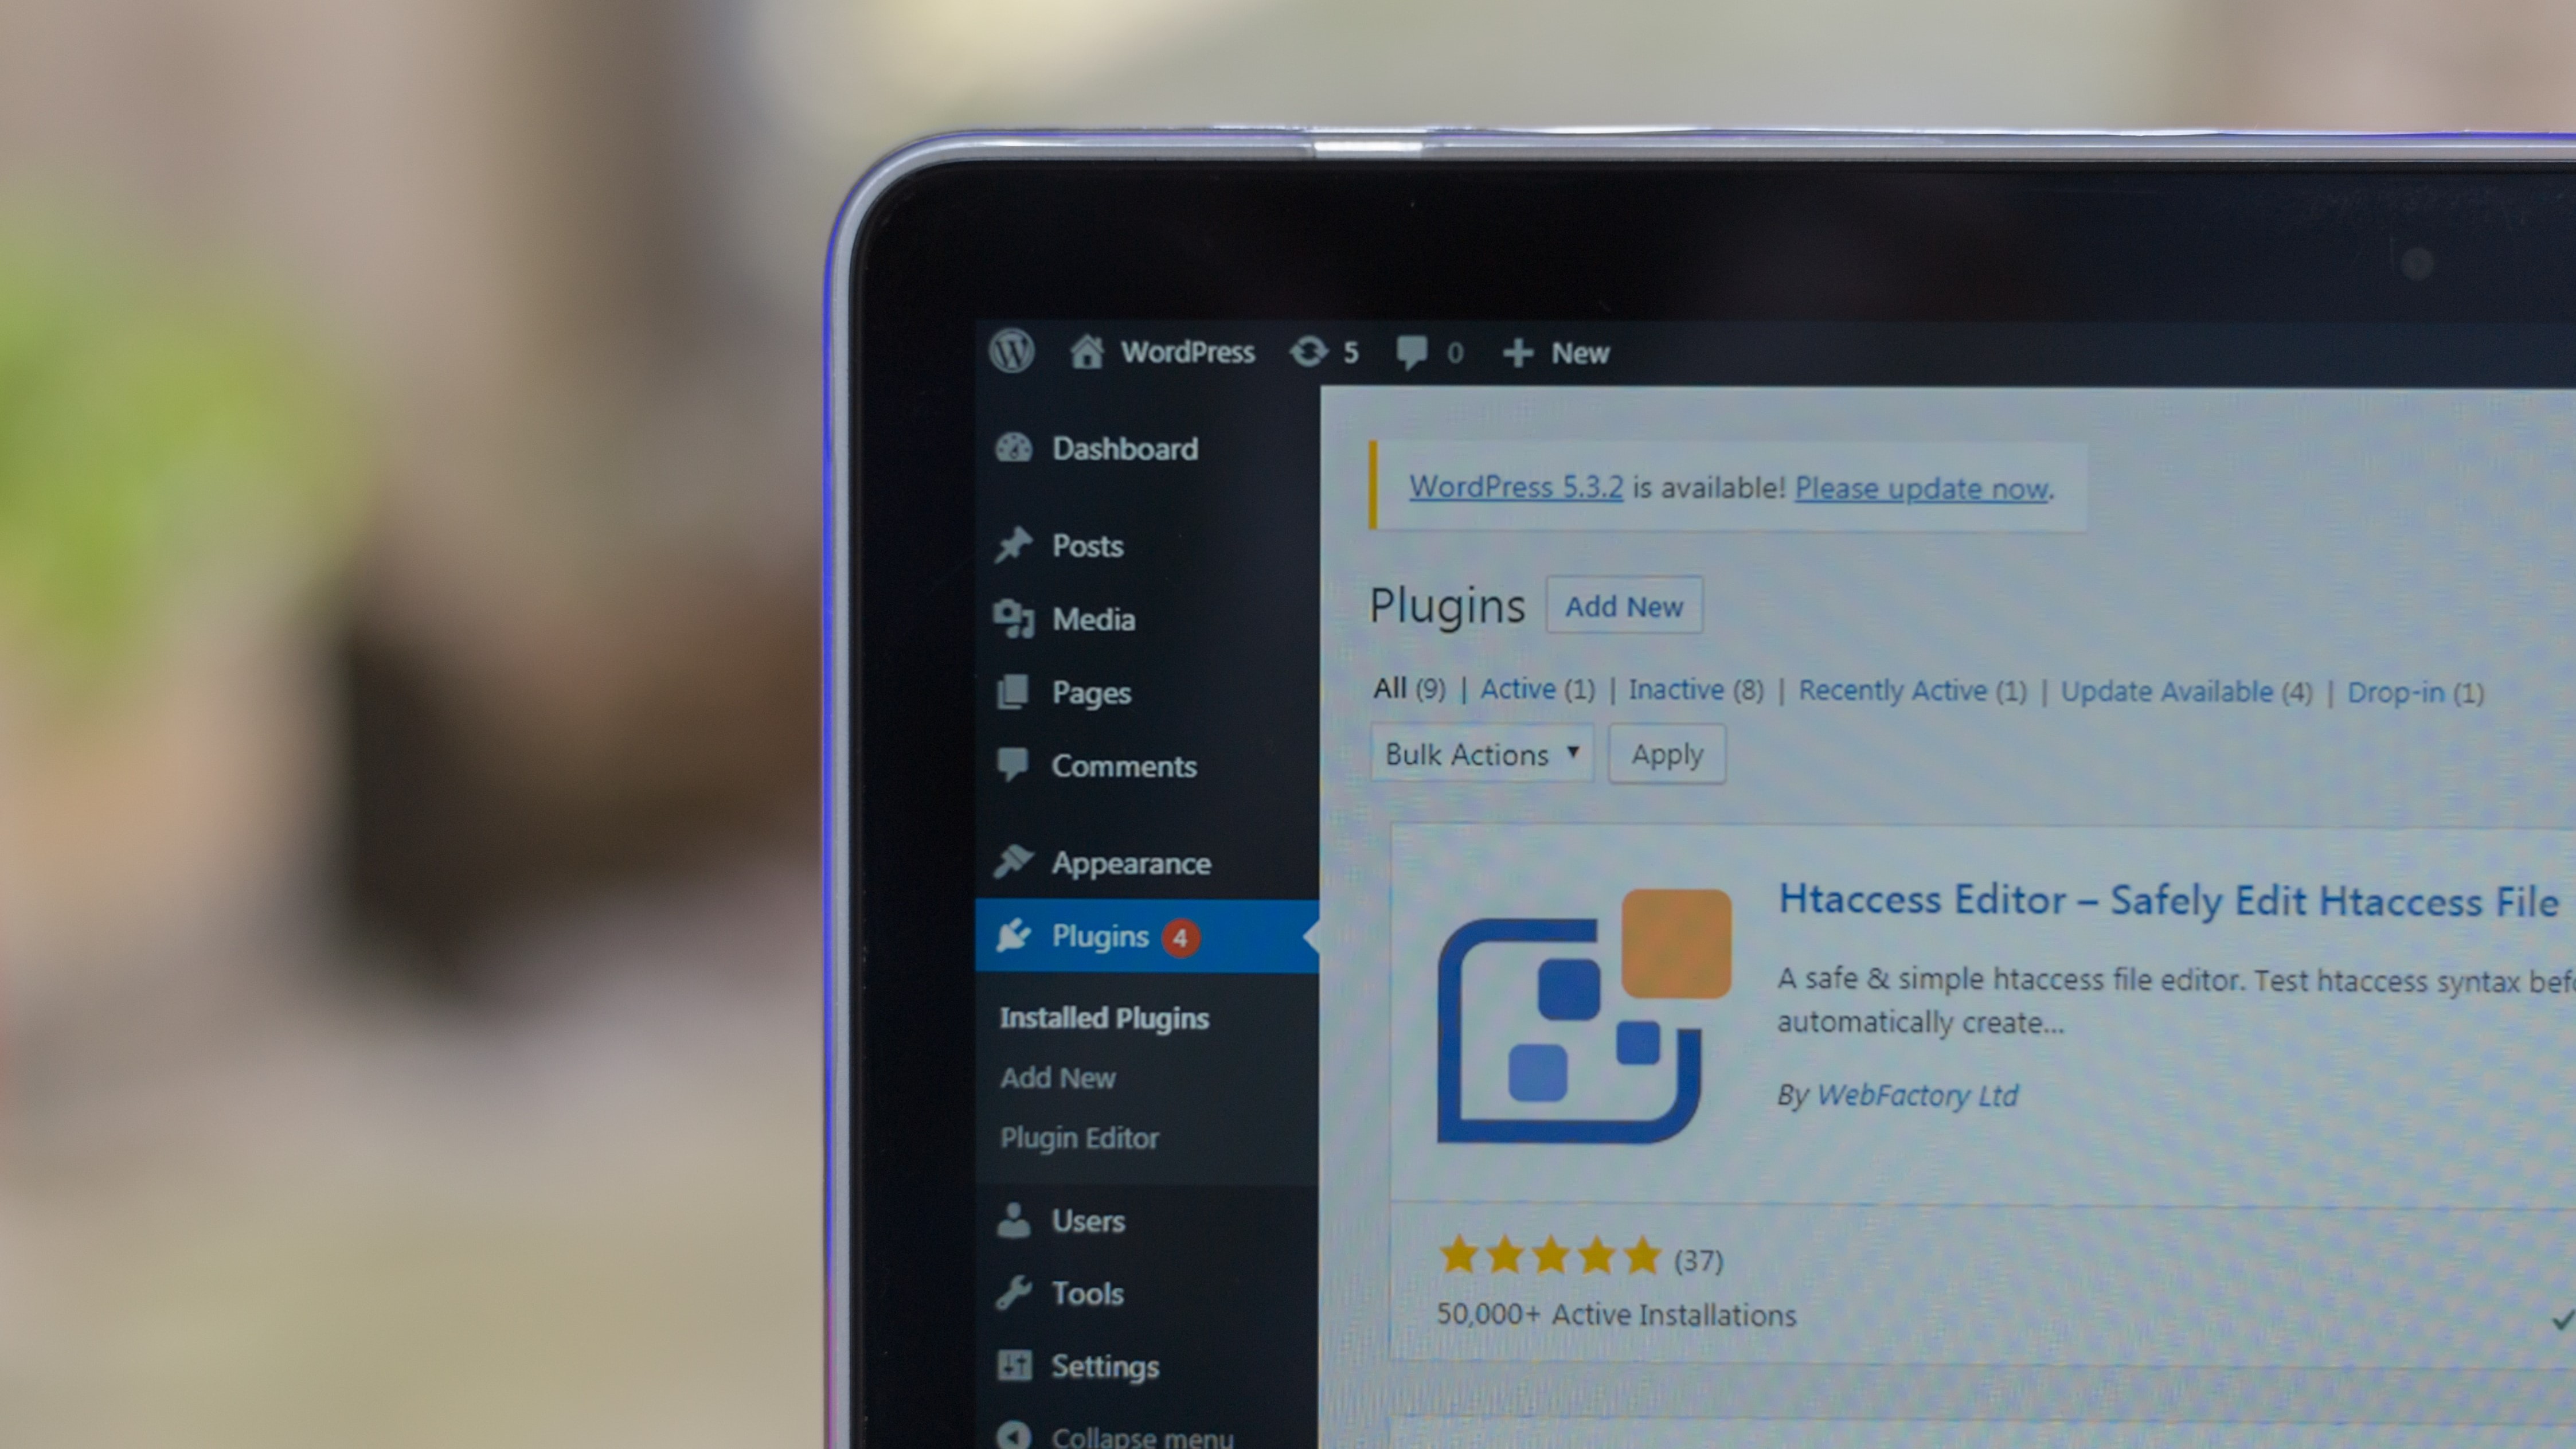 WordPress 5 0 + New
Dashboard
Posts
Media
Pages
Comments
Appearance
Plugins 4
Installed Plugins
Add New
Plugin Editor
Users
Tools
Settings
Collapse menu
WordPress 5.3.2 is available! Please update now.
Plugins Add New
All (9) | Active (1) | Inactive (8) | Recently Active (1) | Update Available (4) | Drop-in (1)
Bulk Actions Apply
Htaccess Editor – Safely Edit Htaccess File
A safe & simple htaccess file editor. Test htaccess syntax
automatically create...
By WebFactory Ltd
(37)
50,000+ Active Installations